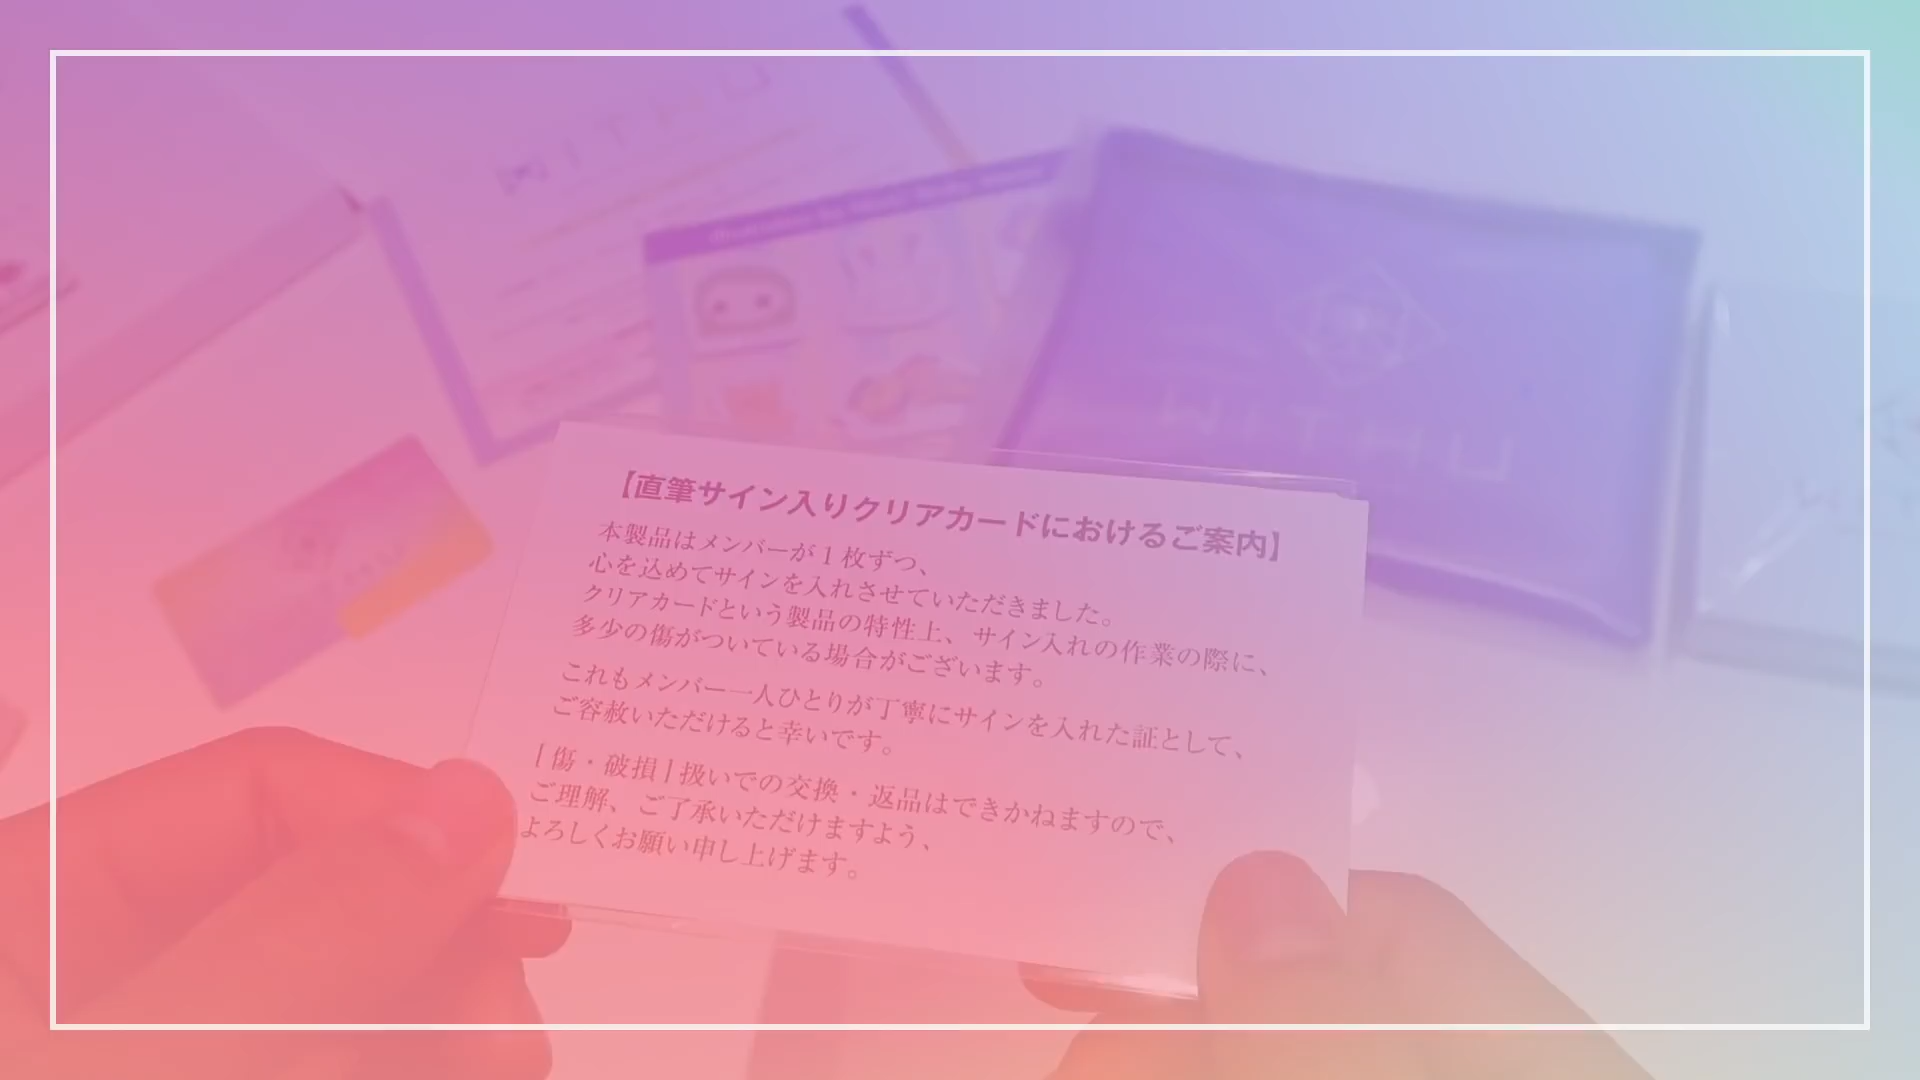 WITHU
WITHU
【直筆サイン入りクリアカードにおけるご案内】
本製品はメンバーが1枚ずつ、
心を込めてサインを入れさせていただきました。
クリアカードという製品の特性上、サイン入れの作業の際に、
多少の傷がついている場合がございます。
これもメンバー一人ひとりが丁寧にサインを入れた証として、
ご容赦いただけると幸いです。
「傷・破損」扱いでの交換・返品はできかねますので、
ご理解、ご了承いただけますよう、
よろしくお願い申し上げます。